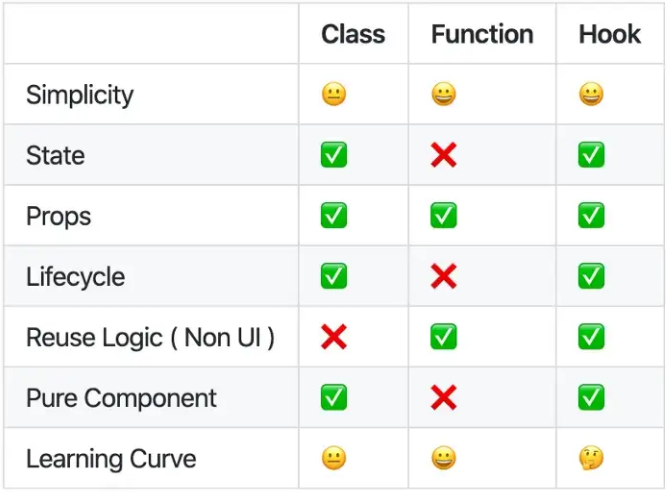 Class Function Hook
Simplicity 😐 😀 😀
State ✅ ❌ ✅
Props ✅ ✅ ✅
Lifecycle ✅ ❌ ✅
Reuse Logic ( Non UI ) ❌ ✅ ✅
Pure Component ✅ ❌ ✅
Learning Curve 😐 😀 🤔